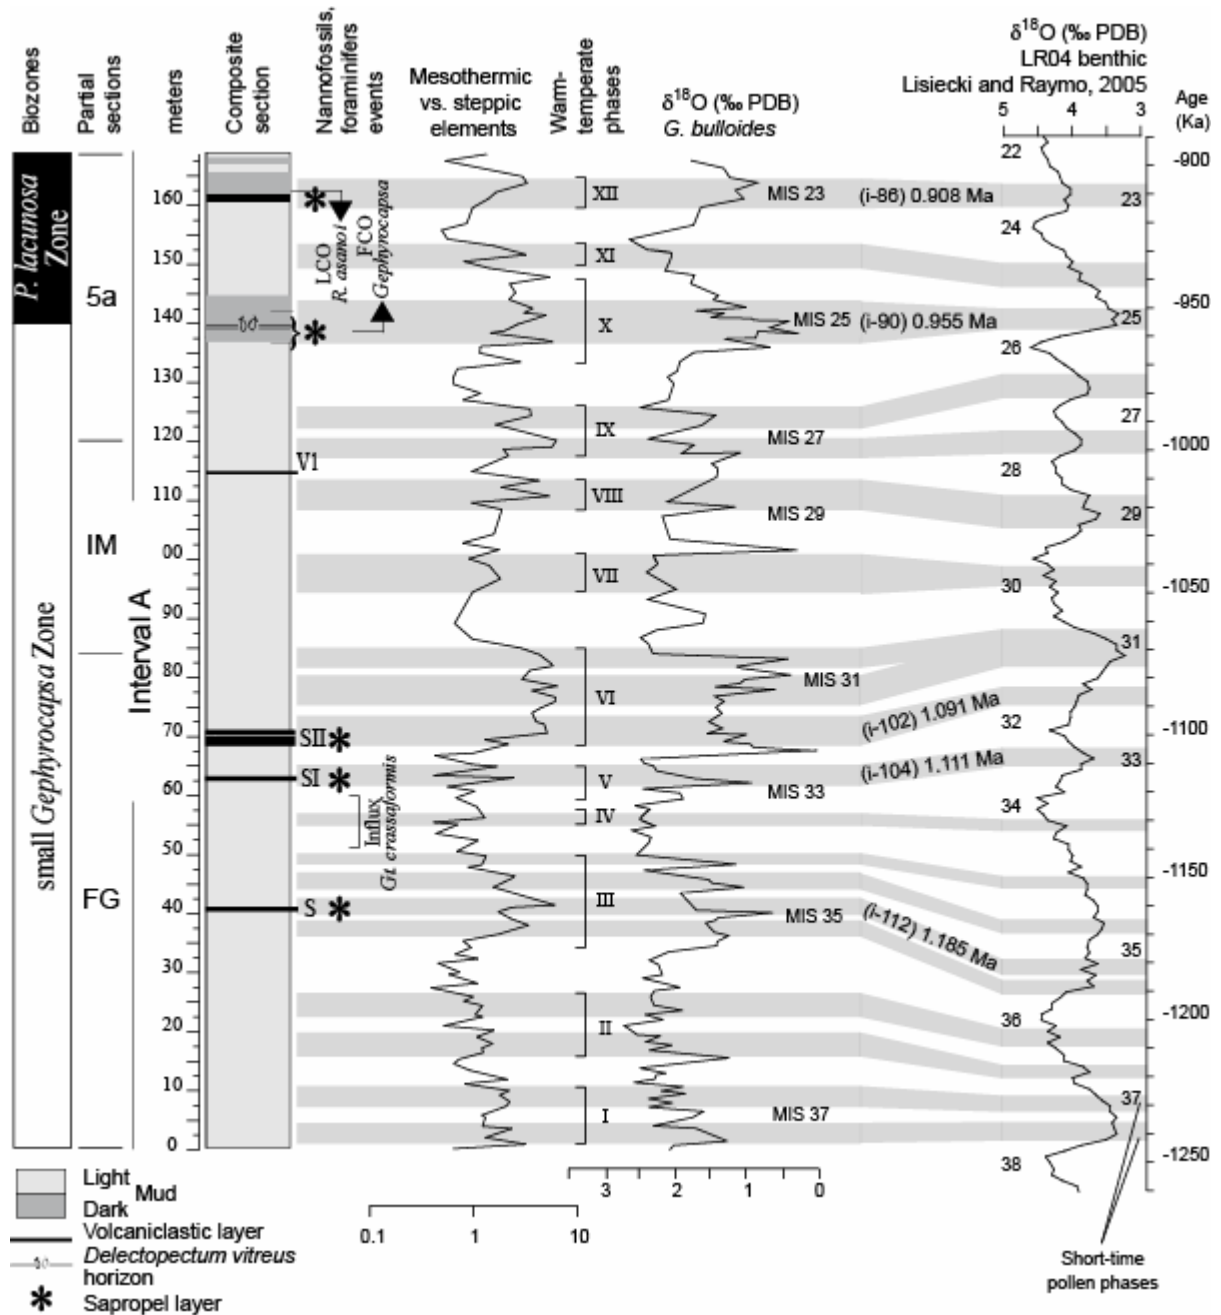 Biozones
Partial
sections
meters
Composite
section
Nannofossils,
foraminifers
events
Mesothermic
vs. steppic
elements
Warm-
temperate
phases
δ18O (‰ PDB)
G. bulloides
δ18O (‰ PDB)
LR04 benthic
Lisiecki and Raymo, 2005
5 4 3
Age
(Ka)
P. lacunosa
Zone
small Gephyrocapsa Zone
5a
IM
FG
Interval A
160
150
140
130
120
110
00
90
80
70
60
50
40
30
20
10
0
V1
SII
SI
S
LCO
R. asanoi
FCO
Gephyrocapsa
Influx
Gt. crassaformis
XII
XI
X
IX
VIII
VII
VI
V
IV
III
II
I
MIS 23
MIS 25
MIS 27
MIS 29
MIS 31
MIS 33
MIS 35
MIS 37
(i-86) 0.908 Ma
(i-90) 0.955 Ma
(i-102) 1.091 Ma
(i-104) 1.111 Ma
(i-112) 1.185 Ma
22
23
24
25
26
27
28
29
30
31
32
33
34
35
36
37
38
-900
-950
-1000
-1050
-1100
-1150
-1200
-1250
3 2 1 0
0.1 1 10
Light
Mud
Dark
Volcaniclastic layer
Delectopectum vitreus
horizon
Sapropel layer
Short-time
pollen phases